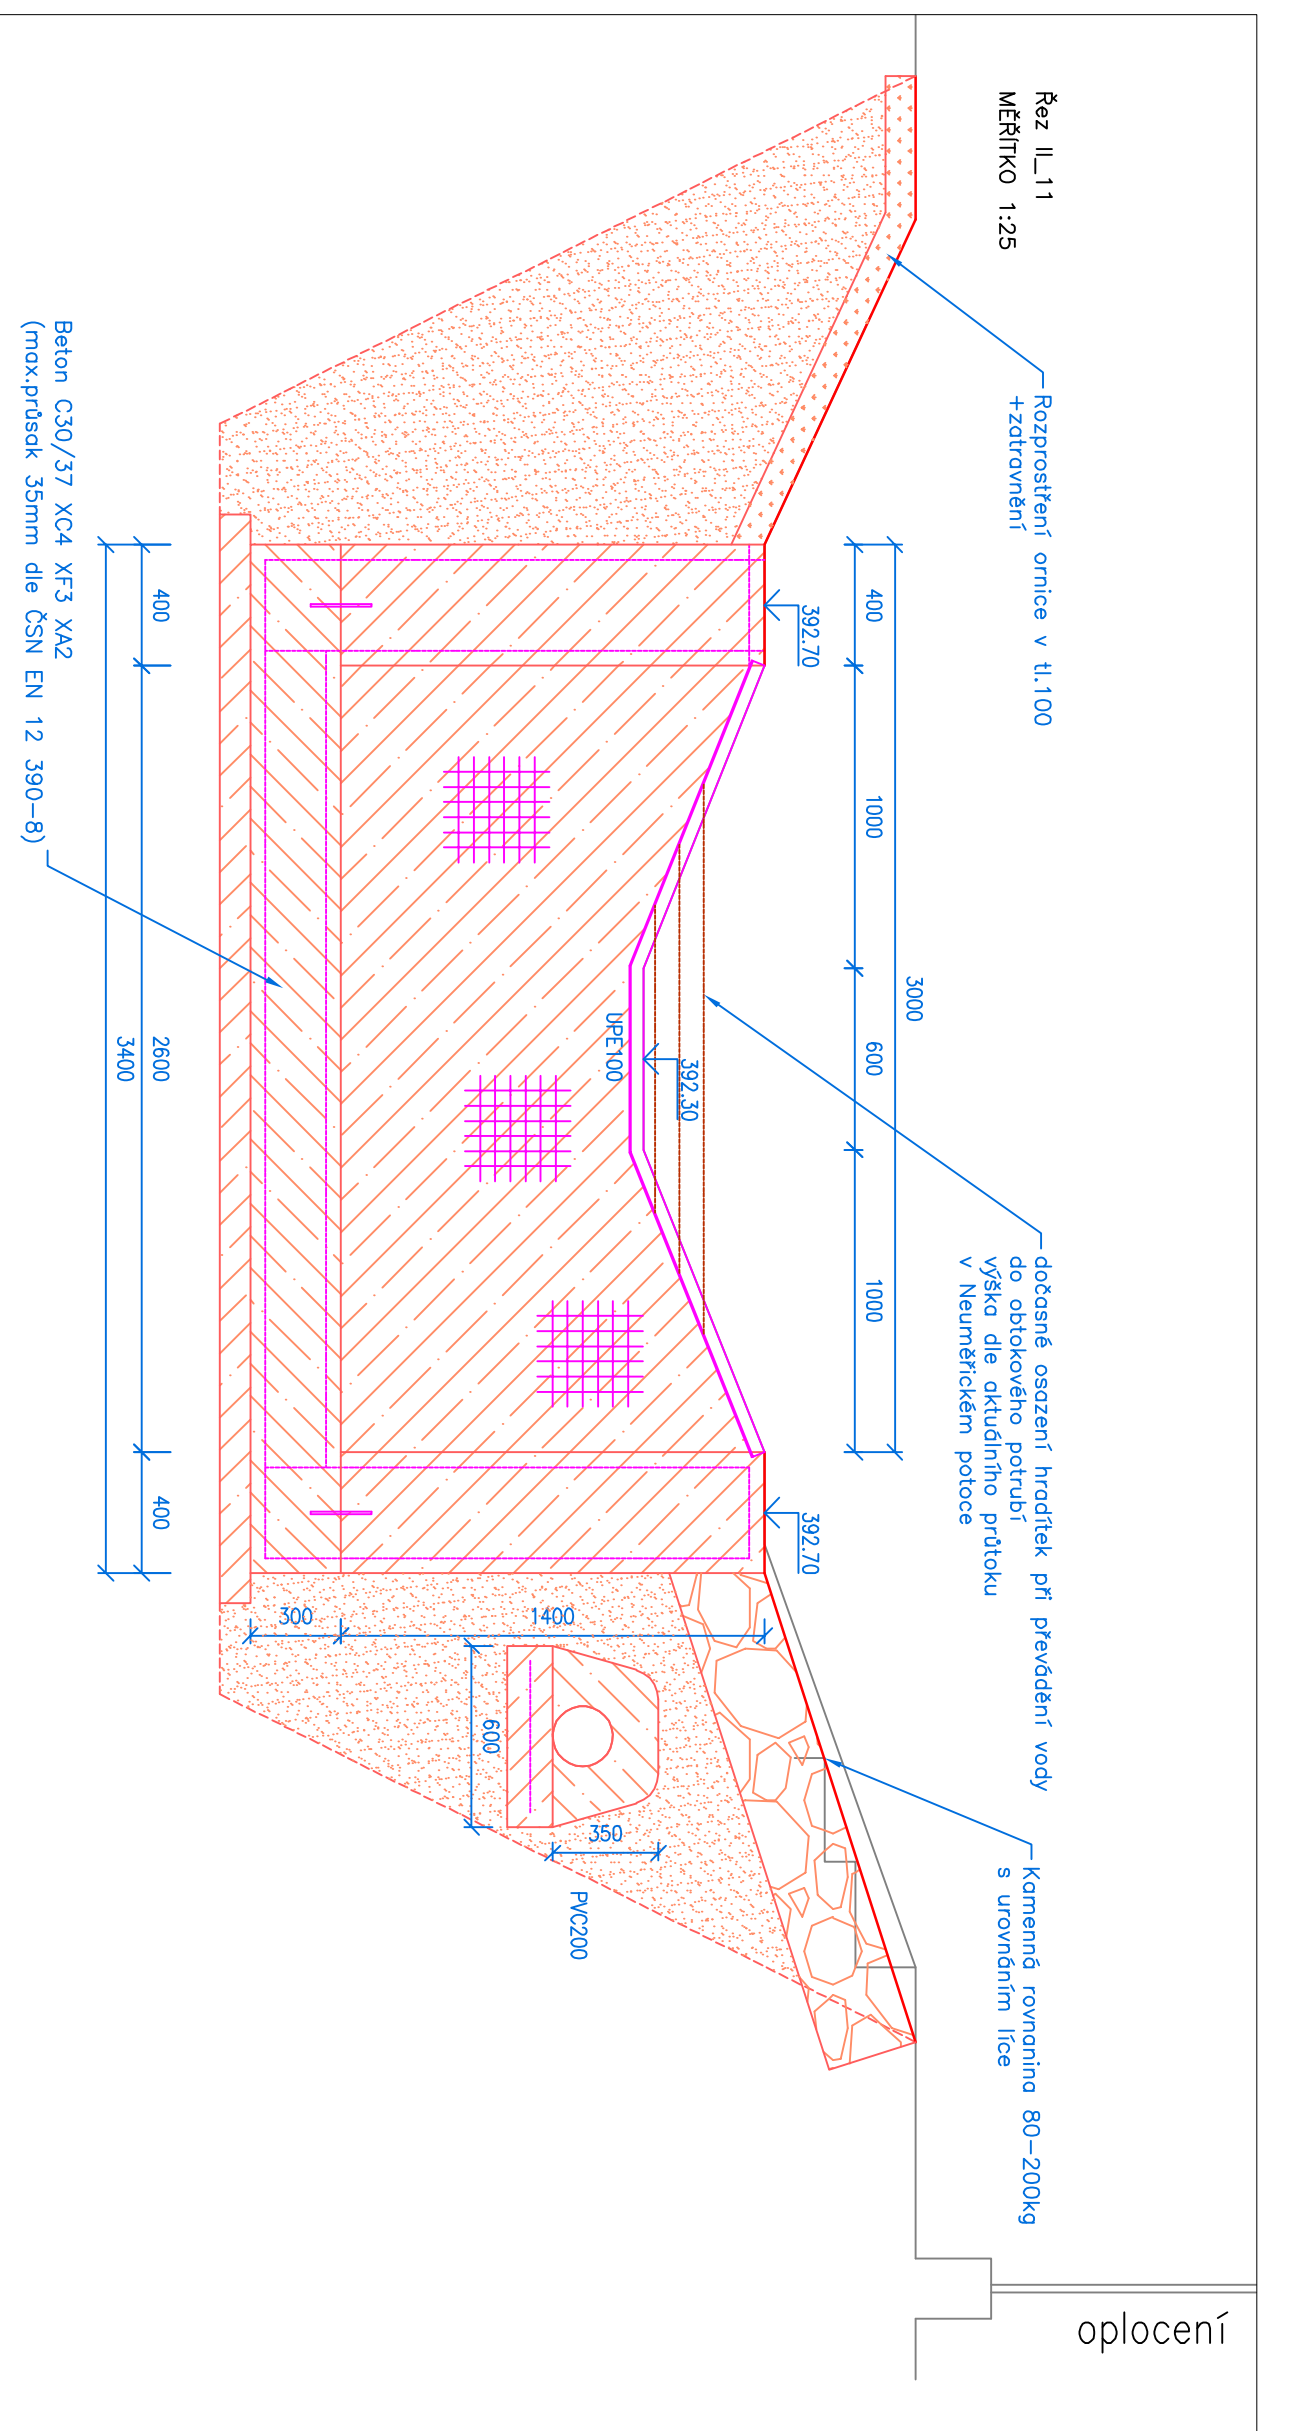 Řez II_11
MĚŘÍTKO 1:25
Rozprostření ornice v tl.100
+zatravnění
dočasné osazení hradítek při převádění vody
do obtokového potrubí
výška dle aktuálního průtoku
v Neuměřickém potoce
Kamenná rovnanina 80-200kg
s urovnáním líce
oplocení
3000
400
1000
600
1000
392.70
392.30
392.70
UPE100
300
1400
600
350
PVC200
400
2600
400
3400
Beton C30/37 XC4 XF3 XA2
(max.průsak 35mm dle ČSN EN 12 390-8)